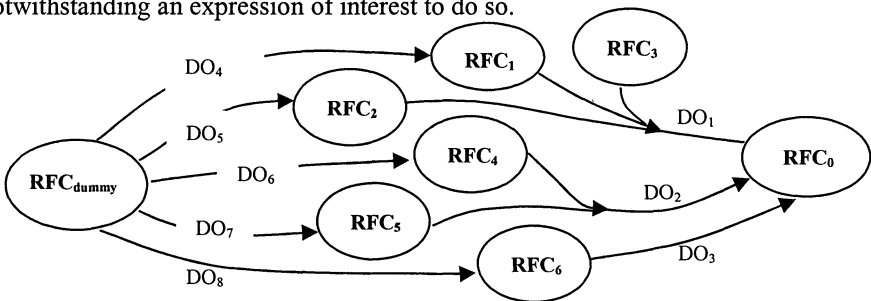 otwithstanding an expression of interest to do so.
RFC₁
RFC₃
DO₄
RFC₂
DO₁
DO₅
RFC₄
RFC₀
RFC_dummy
DO₆
DO₂
RFC₅
DO₇
RFC₆
DO₃
DO₈